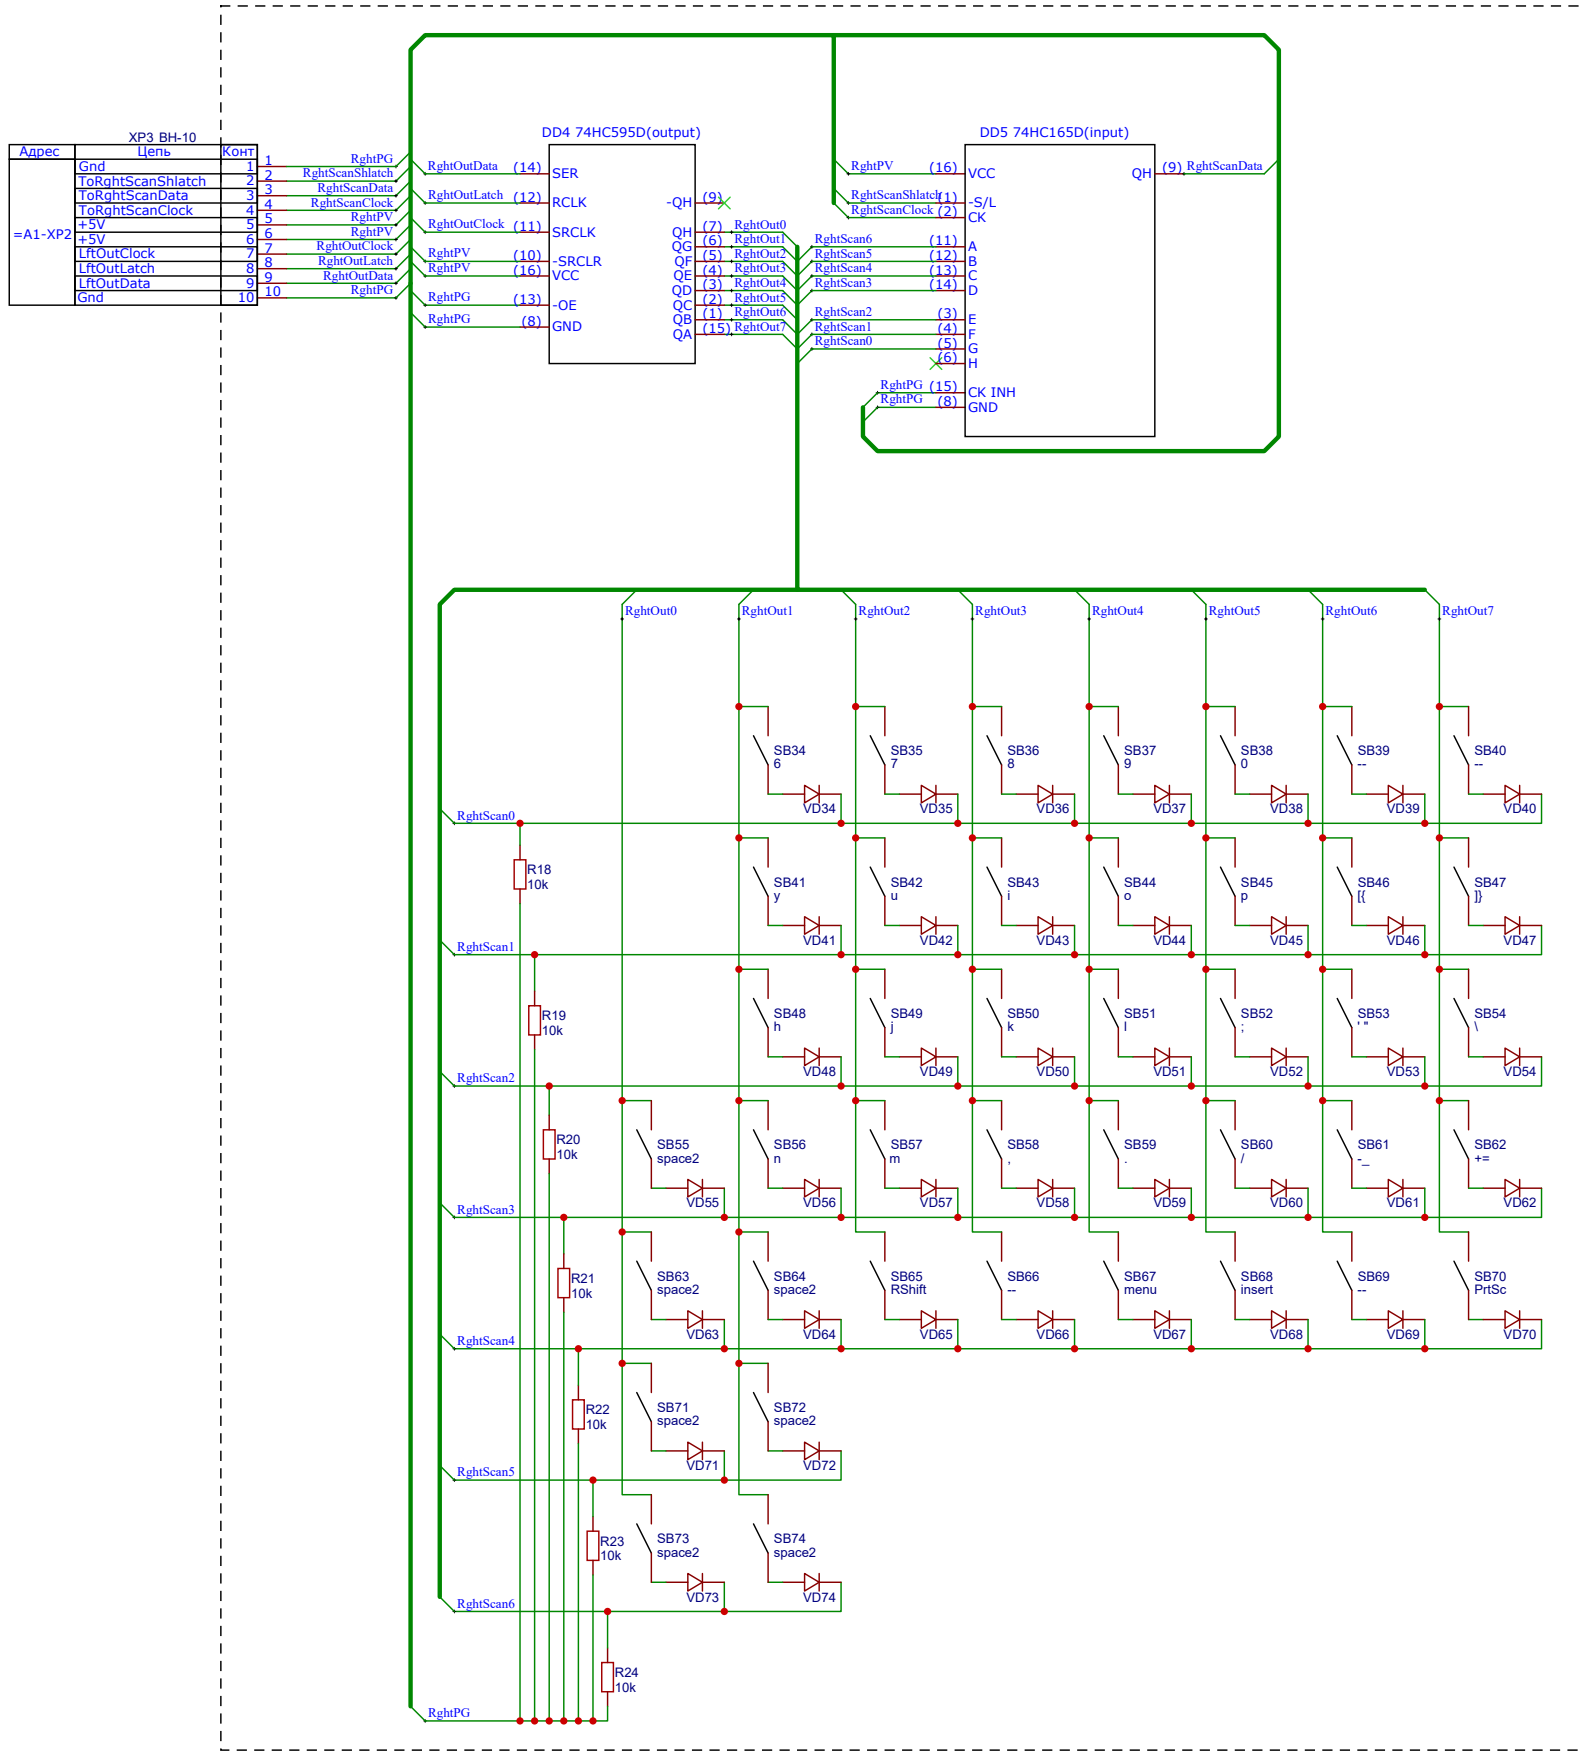 XP3 BH-10
Адрес Цепь Конт
=A1-XP2
Gnd 1
ToRghtScanShlatch 2
ToRghtScanData 3
ToRghtScanClock 4
+5V 5
+5V 6
LftOutClock 7
LftOutLatch 8
LftOutData 9
Gnd 10
1 RghtPG
2 RghtScanShlatch
3 RghtScanData
4 RghtScanClock
5 RghtPV
6 RghtPV
7 RghtOutClock
8 RghtOutLatch
9 RghtOutData
10 RghtPG
DD4 74HC595D(output)
RghtOutData (14) SER
RghtOutLatch (12) RCLK
RghtOutClock (11) SRCLK
RghtPV (10) -SRCLR
RghtPV (16) VCC
RghtPG (13) -OE
RghtPG (8) GND
-QH (9)
QH (7) RghtOut0
QG (6) RghtOut1
QF (5) RghtOut2
QE (4) RghtOut3
QD (3) RghtOut4
QC (2) RghtOut5
QB (1) RghtOut6
QA (15) RghtOut7
DD5 74HC165D(input)
RghtPV (16) VCC
RghtScanShlatch (1) -S/L
RghtScanClock (2) CK
RghtScan6 (11) A
RghtScan5 (12) B
RghtScan4 (13) C
RghtScan3 (14) D
RghtScan2 (3) E
RghtScan1 (4) F
RghtScan0 (5) G
(6) H
RghtPG (15) CK INH
RghtPG (8) GND
QH (9) RghtScanData
RghtOut0 RghtOut1 RghtOut2 RghtOut3 RghtOut4 RghtOut5 RghtOut6 RghtOut7
SB34 SB35 SB36 SB37 SB38 SB39 SB40
6 7 8 9 0 -- --
VD34 VD35 VD36 VD37 VD38 VD39 VD40
RghtScan0
R18
10k
SB41 SB42 SB43 SB44 SB45 SB46 SB47
y u i o p [{ ]}
VD41 VD42 VD43 VD44 VD45 VD46 VD47
RghtScan1
R19
10k
SB48 SB49 SB50 SB51 SB52 SB53 SB54
h j k l ; ' " \
VD48 VD49 VD50 VD51 VD52 VD53 VD54
RghtScan2
R20
10k
SB55 SB56 SB57 SB58 SB59 SB60 SB61 SB62
space2 n m , . / -_ +=
VD55 VD56 VD57 VD58 VD59 VD60 VD61 VD62
RghtScan3
R21
10k
SB63 SB64 SB65 SB66 SB67 SB68 SB69 SB70
space2 space2 RShift -- menu insert -- PrtSc
VD63 VD64 VD65 VD66 VD67 VD68 VD69 VD70
RghtScan4
R22
10k
SB71 SB72
space2 space2
VD71 VD72
RghtScan5
R23
10k
SB73 SB74
space2 space2
VD73 VD74
RghtScan6
R24
10k
RghtPG